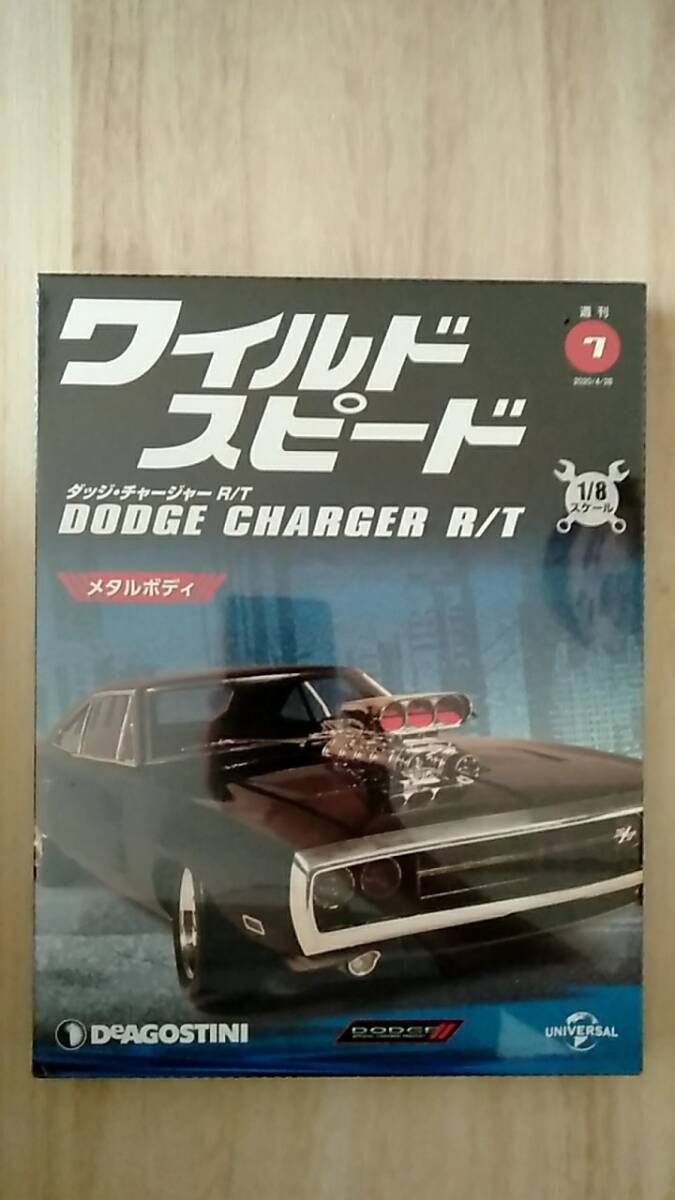 ワイルド
スピード
週刊
7
2020/4/28
ダッジ・チャージャー R/T
DODGE CHARGER R/T
1/8
スケール
メタルボディ
R/T
DeAGOSTINI
DODGE
UNIVERSAL